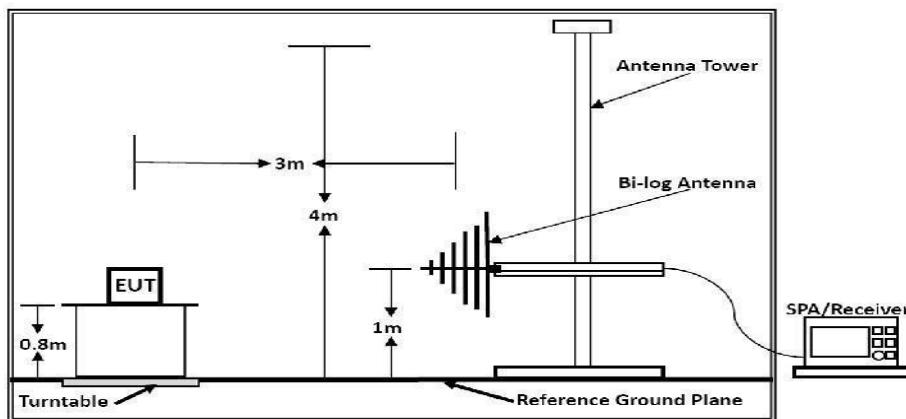 Antenna Tower
3m
Bi-log Antenna
4m
EUT
0.8m
1m
SPA/Receiver
Turntable
Reference Ground Plane